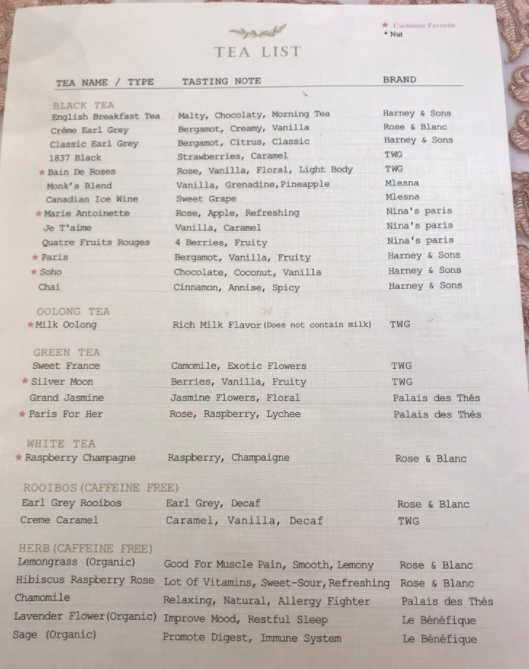 ★ Customer Favorite
* Nut
TEA LIST
TEA NAME / TYPE TASTING NOTE BRAND
BLACK TEA
English Breakfast Tea Malty, Chocolaty, Morning Tea Harney & Sons
Créme Earl Grey Bergamot, Creamy, Vanilla Rose & Blanc
Classic Earl Grey Bergamot, Citrus, Classic Harney & Sons
1837 Black Strawberries, Caramel TWG
★ Bain De Roses Rose, Vanilla, Floral, Light Body TWG
Monk's Blend Vanilla, Grenadine,Pineapple Mlesna
Canadian Ice Wine Sweet Grape Mlesna
★ Marie Antoinette Rose, Apple, Refreshing Nina's paris
Je T'aime Vanilla, Caramel Nina's paris
Quatre Fruits Rouges 4 Berries, Fruity Nina's paris
★ Paris Bergamot, Vanilla, Fruity Harney & Sons
★ Soho Chocolate, Coconut, Vanilla Harney & Sons
Chai Cinnamon, Annise, Spicy Harney & Sons
OOLONG TEA
★ Milk Oolong Rich Milk Flavor(Does not contain milk) TWG
GREEN TEA
Sweet France Camomile, Exotic Flowers TWG
★ Silver Moon Berries, Vanilla, Fruity TWG
Grand Jasmine Jasmine Flowers, Floral Palais des Thés
★ Paris For Her Rose, Raspberry, Lychee Palais des Thés
WHITE TEA
★ Raspberry Champagne Raspberry, Champaigne Rose & Blanc
ROOIBOS(CAFFEINE FREE)
Earl Grey Rooibos Earl Grey, Decaf Rose & Blanc
Creme Caramel Caramel, Vanilla, Decaf TWG
HERB(CAFFEINE FREE)
Lemongrass (Organic) Good For Muscle Pain, Smooth, Lemony Rose & Blanc
Hibiscus Raspberry Rose Lot Of Vitamins, Sweet-Sour,Refreshing Rose & Blanc
Chamomile Relaxing, Natural, Allergy Fighter Palais des Thés
Lavender Flower(Organic) Improve Mood, Restful Sleep Le Bénéfique
Sage (Organic) Promote Digest, Immune System Le Bénéfique